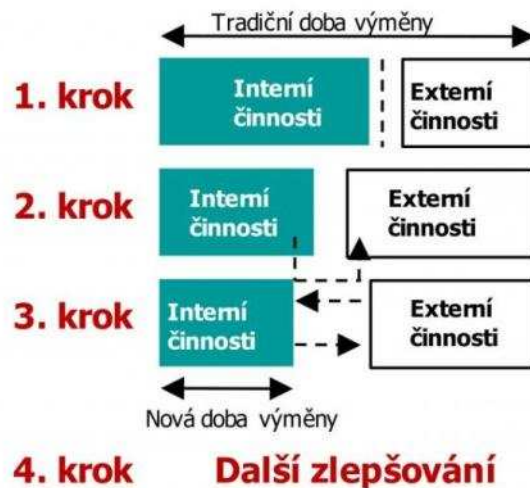 Tradiční doba výměny
1. krok
Interní
činnosti
Externí
činnosti
2. krok
Interní
činnosti
Externí
činnosti
3. krok
Interní
činnosti
Externí
činnosti
Nová doba výměny
4. krok Další zlepšování